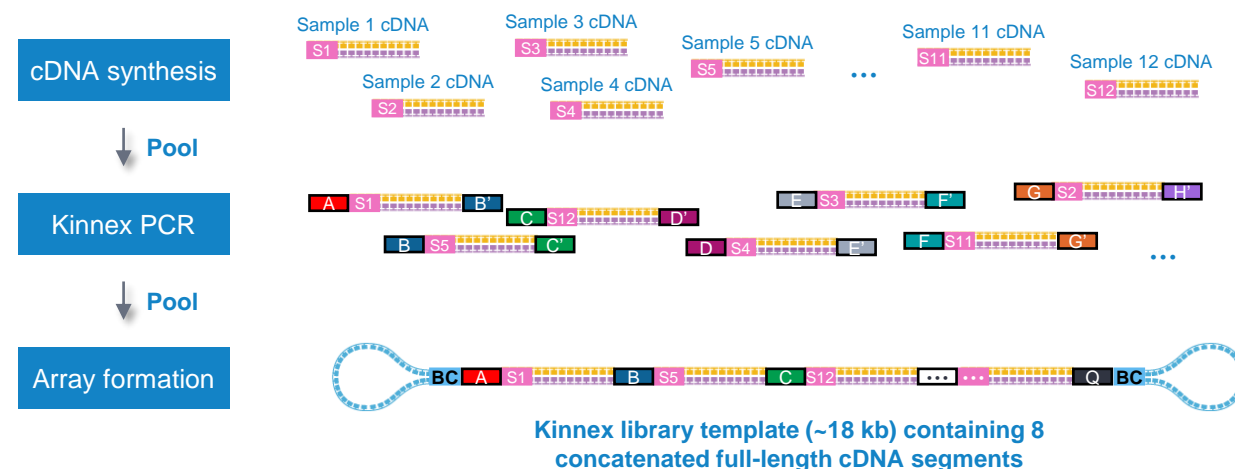 Sample 1 cDNA
Sample 3 cDNA
Sample 5 cDNA
Sample 11 cDNA
Sample 12 cDNA
S1
S3
S5
...
S11
S12
cDNA synthesis
Sample 2 cDNA
Sample 4 cDNA
S2
S4
Pool
Kinnex PCR
A S1 B'
C S12 D'
E S3 F'
G S2 H'
B S5 C'
D S4 E'
F S11 G'
...
Pool
Array formation
BC A S1 B S5 C S12 ... ... Q BC
Kinnex library template (~18 kb) containing 8
concatenated full-length cDNA segments